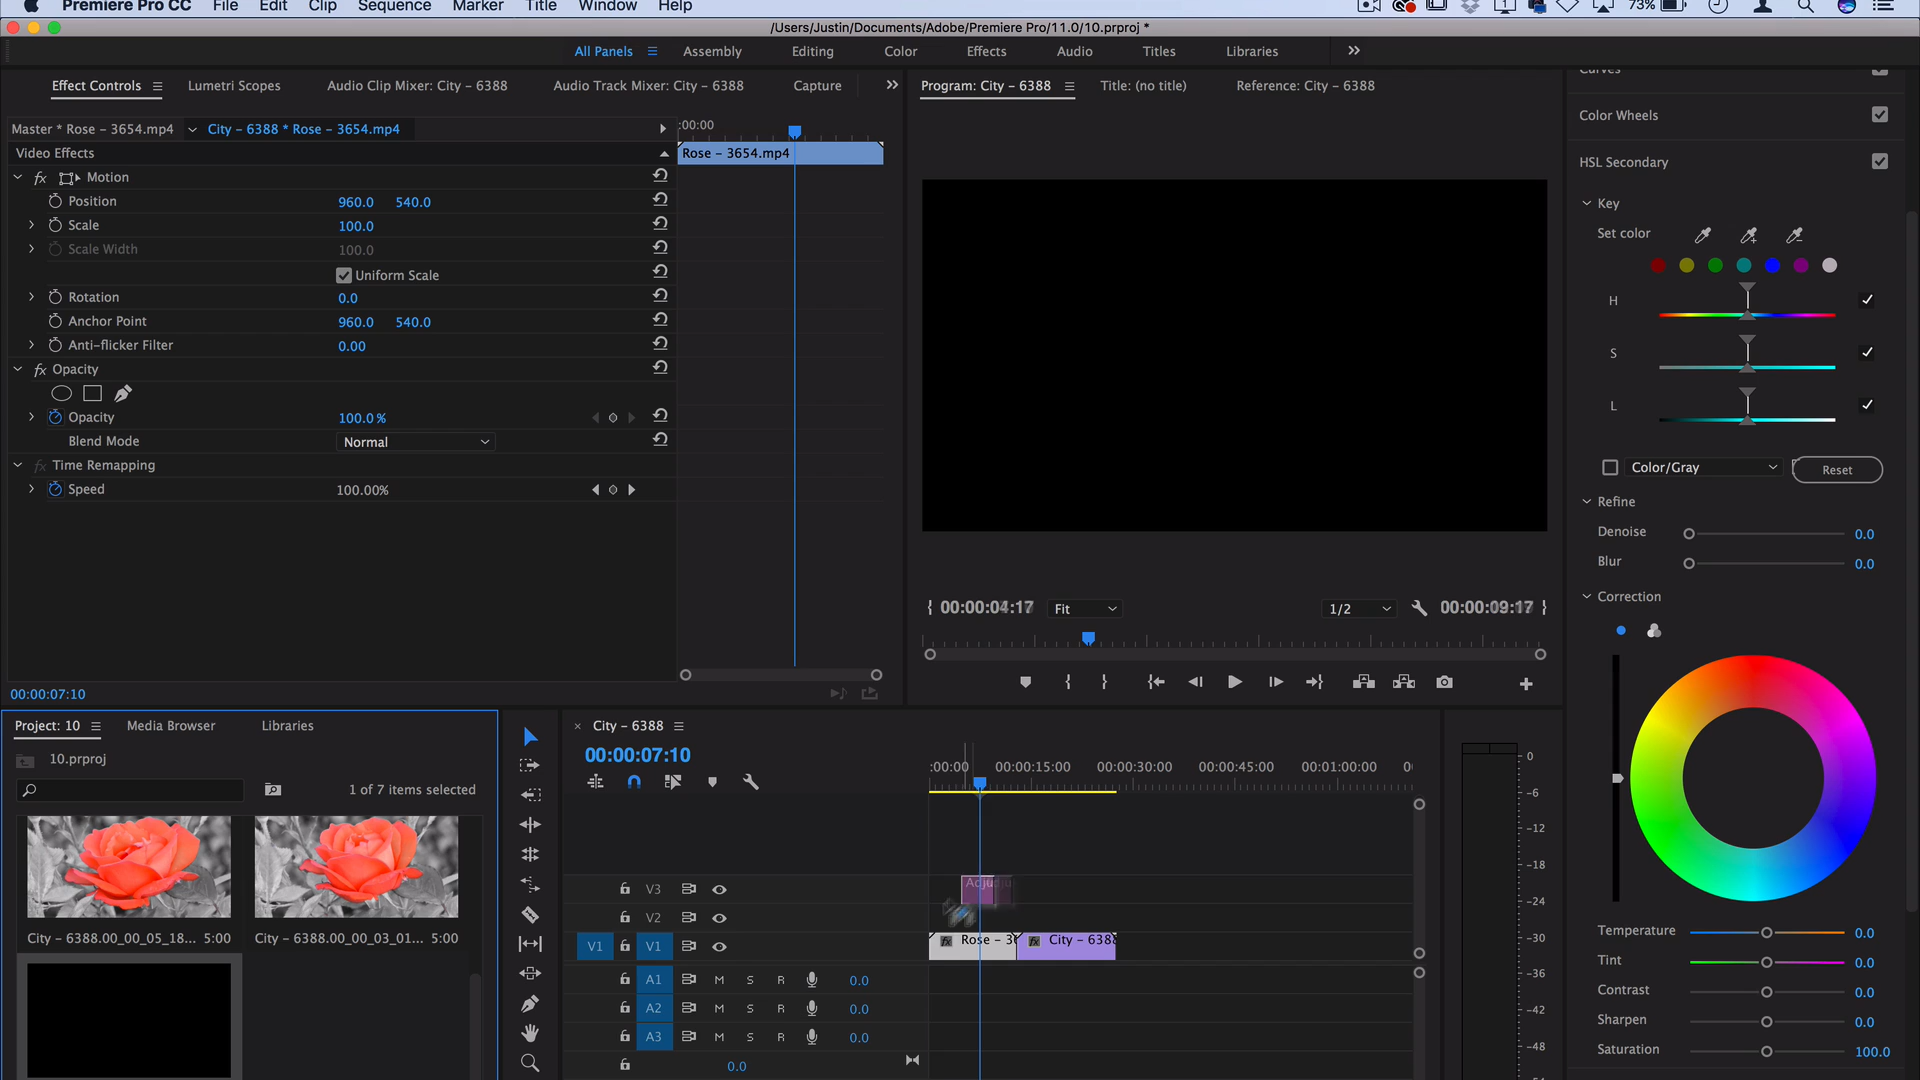 Premiere Pro CC File Edit Clip Sequence Marker Title Window Help 73%
/Users/Justin/Documents/Adobe/Premiere Pro/11.0/10.prproj *
All Panels Assembly Editing Color Effects Audio Titles Libraries
Effect Controls Lumetri Scopes Audio Clip Mixer: City – 6388 Audio Track Mixer: City – 6388 Capture
Master * Rose – 3654.mp4 City – 6388 * Rose – 3654.mp4
:00:00
Video Effects
Rose – 3654.mp4
fx Motion
Position 960.0 540.0
Scale 100.0
Scale Width 100.0
Uniform Scale
Rotation 0.0
Anchor Point 960.0 540.0
Anti-flicker Filter 0.00
fx Opacity
Opacity 100.0 %
Blend Mode Normal
fx Time Remapping
Speed 100.00%
00:00:07:10
Program: City – 6388 Title: (no title) Reference: City – 6388
00:00:04:17 Fit 1/2 00:00:09:17
Curves
Color Wheels
HSL Secondary
Key
Set color
H
S
L
Color/Gray Reset
Refine
Denoise 0.0
Blur 0.0
Correction
Temperature 0.0
Tint 0.0
Contrast 0.0
Sharpen 0.0
Saturation 100.0
Project: 10 Media Browser Libraries
10.prproj
1 of 7 items selected
City – 6388.00_00_05_18... 5:00 City – 6388.00_00_03_01... 5:00
City – 6388
00:00:07:10
:00:00 00:00:15:00 00:00:30:00 00:00:45:00 00:01:00:00 0
V3
V2
V1 V1 fx Rose – 36 fx City – 6388
A1 M S R 0.0
A2 M S R 0.0
A3 M S R 0.0
0.0
0
-6
-12
-18
-24
-30
-36
-42
-48